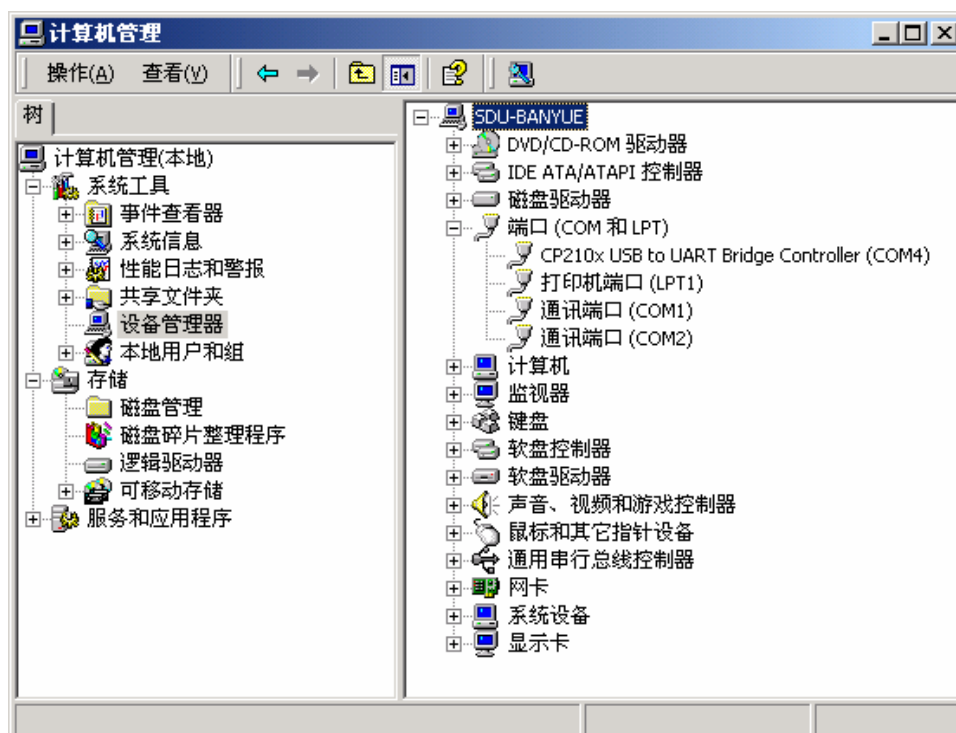 计算机管理
操作(A) 查看(V)
树
计算机管理(本地)
系统工具
事件查看器
系统信息
性能日志和警报
共享文件夹
设备管理器
本地用户和组
存储
磁盘管理
磁盘碎片整理程序
逻辑驱动器
可移动存储
服务和应用程序
SDU-BANYUE
DVD/CD-ROM 驱动器
IDE ATA/ATAPI 控制器
磁盘驱动器
端口 (COM 和 LPT)
CP210x USB to UART Bridge Controller (COM4)
打印机端口 (LPT1)
通讯端口 (COM1)
通讯端口 (COM2)
计算机
监视器
键盘
软盘控制器
软盘驱动器
声音、视频和游戏控制器
鼠标和其它指针设备
通用串行总线控制器
网卡
系统设备
显示卡